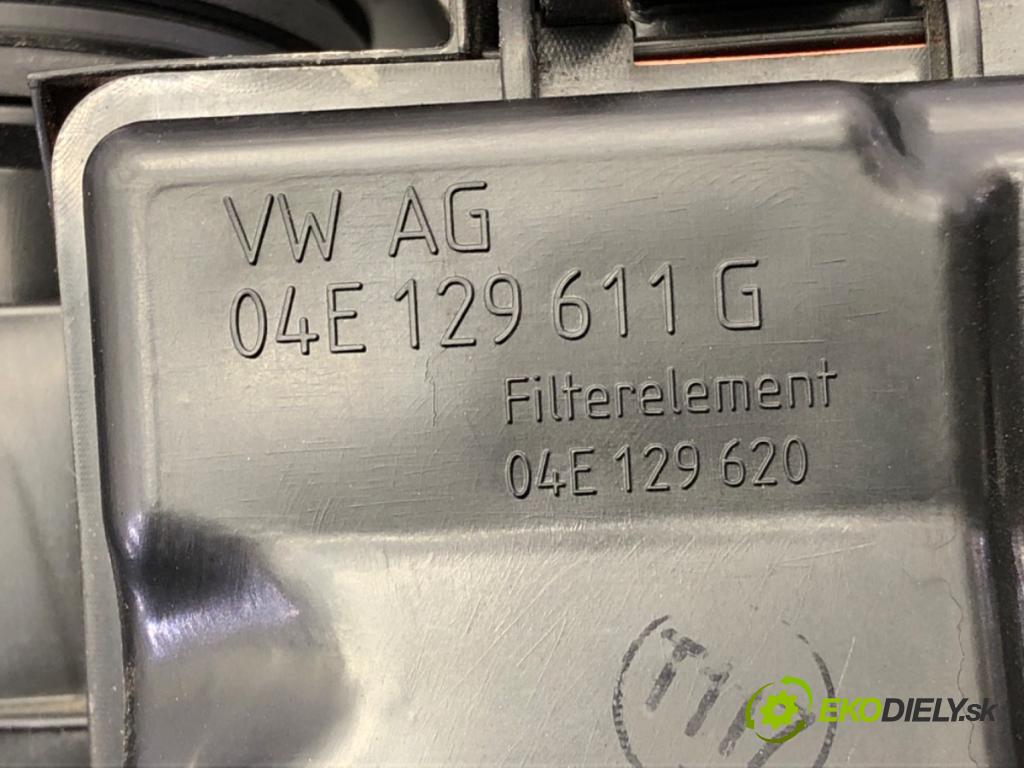 VW AG
04E 129 611 G
Filterelement
04E 129 620
EKODIELY.sk